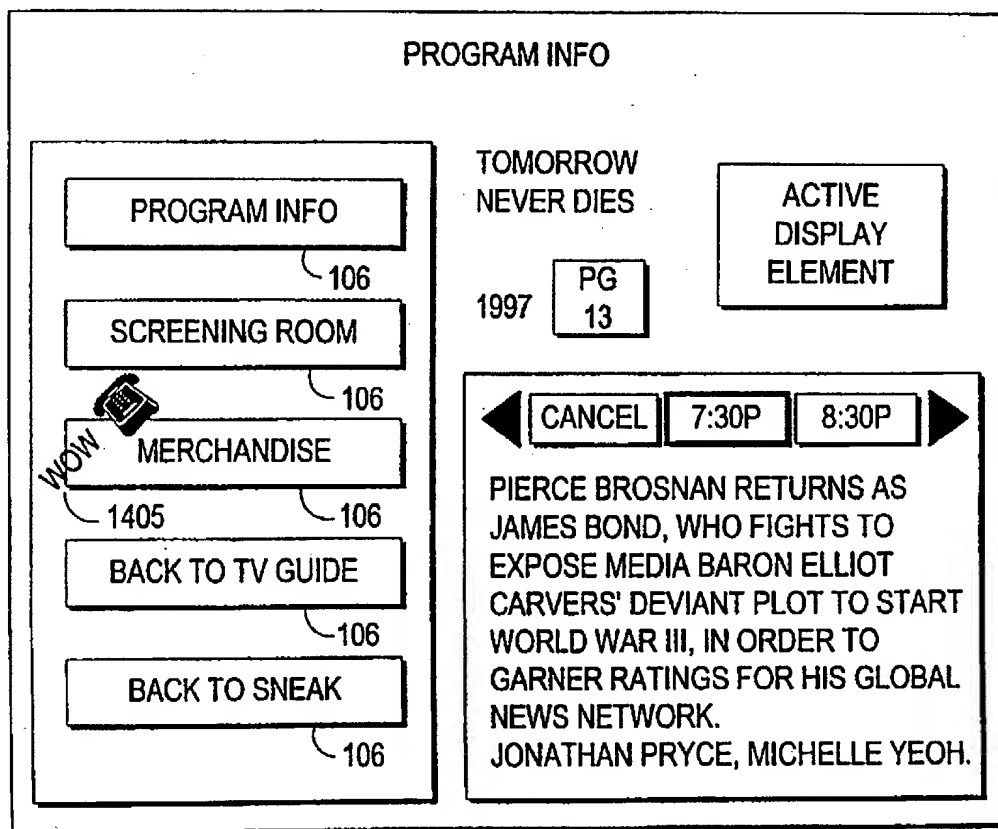 PROGRAM INFO
PROGRAM INFO
106
SCREENING ROOM
106
WOW
MERCHANDISE
1405
106
BACK TO TV GUIDE
106
BACK TO SNEAK
106
TOMORROW
NEVER DIES
1997
PG
13
ACTIVE
DISPLAY
ELEMENT
CANCEL
7:30P
8:30P
PIERCE BROSNAN RETURNS AS
JAMES BOND, WHO FIGHTS TO
EXPOSE MEDIA BARON ELLIOT
CARVERS' DEVIANT PLOT TO START
WORLD WAR III, IN ORDER TO
GARNER RATINGS FOR HIS GLOBAL
NEWS NETWORK.
JONATHAN PRYCE, MICHELLE YEOH.